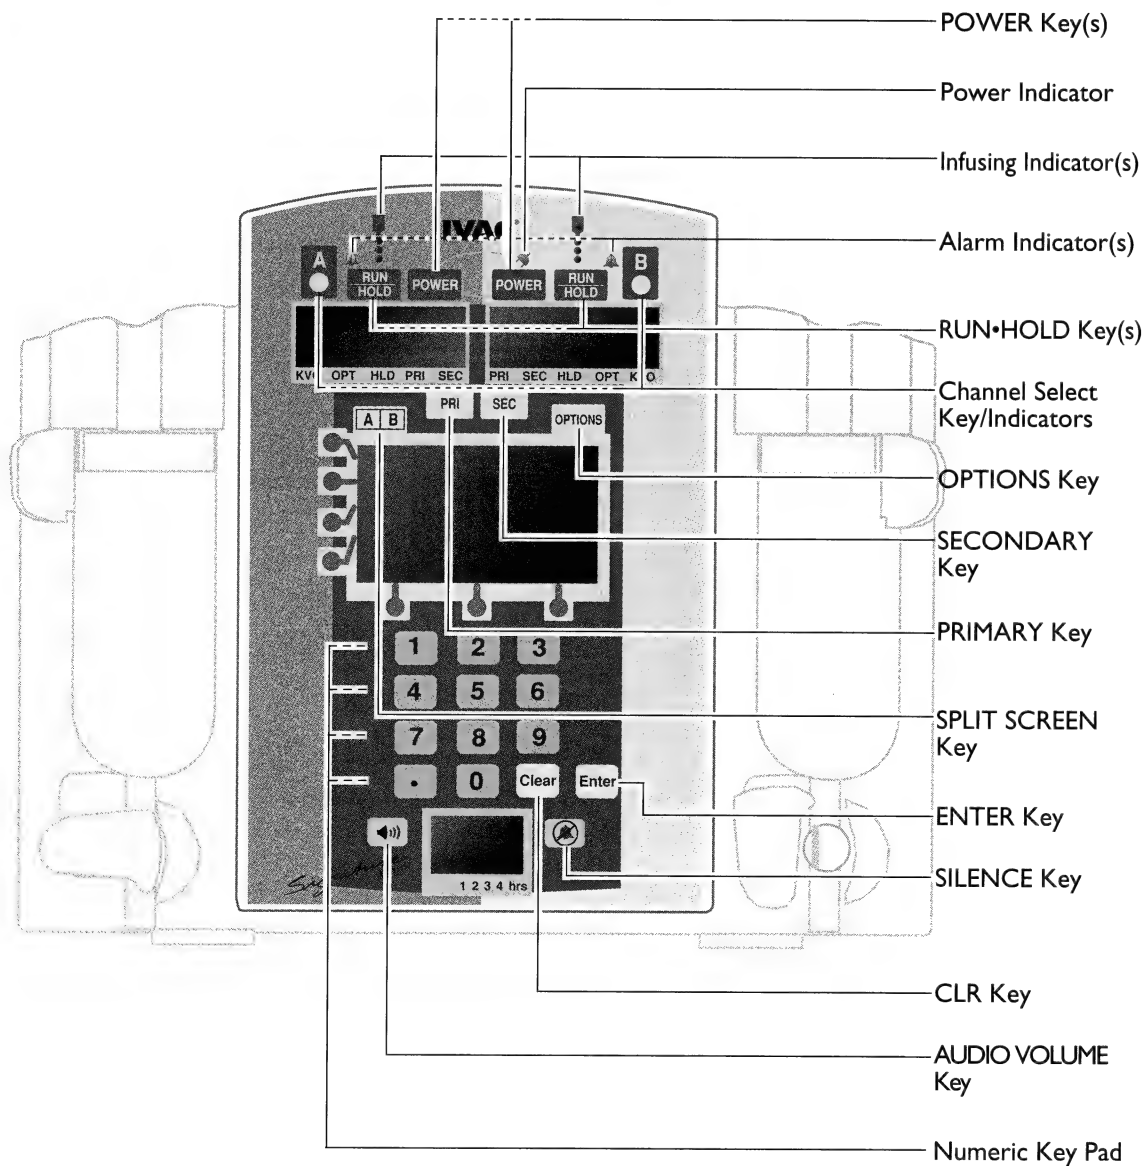 POWER Key(s)
Power Indicator
Infusing Indicator(s)
Alarm Indicator(s)
RUN•HOLD Key(s)
Channel Select
Key/Indicators
OPTIONS Key
SECONDARY
Key
PRIMARY Key
SPLIT SCREEN
Key
ENTER Key
SILENCE Key
CLR Key
AUDIO VOLUME
Key
Numeric Key Pad
A RUN HOLD POWER POWER RUN HOLD B
KV OPT HLD PRI SEC PRI SEC HLD OPT K O
A B PRI SEC OPTIONS
1 2 3
4 5 6
7 8 9
. 0 Clear Enter
1 2 3 4 hrs